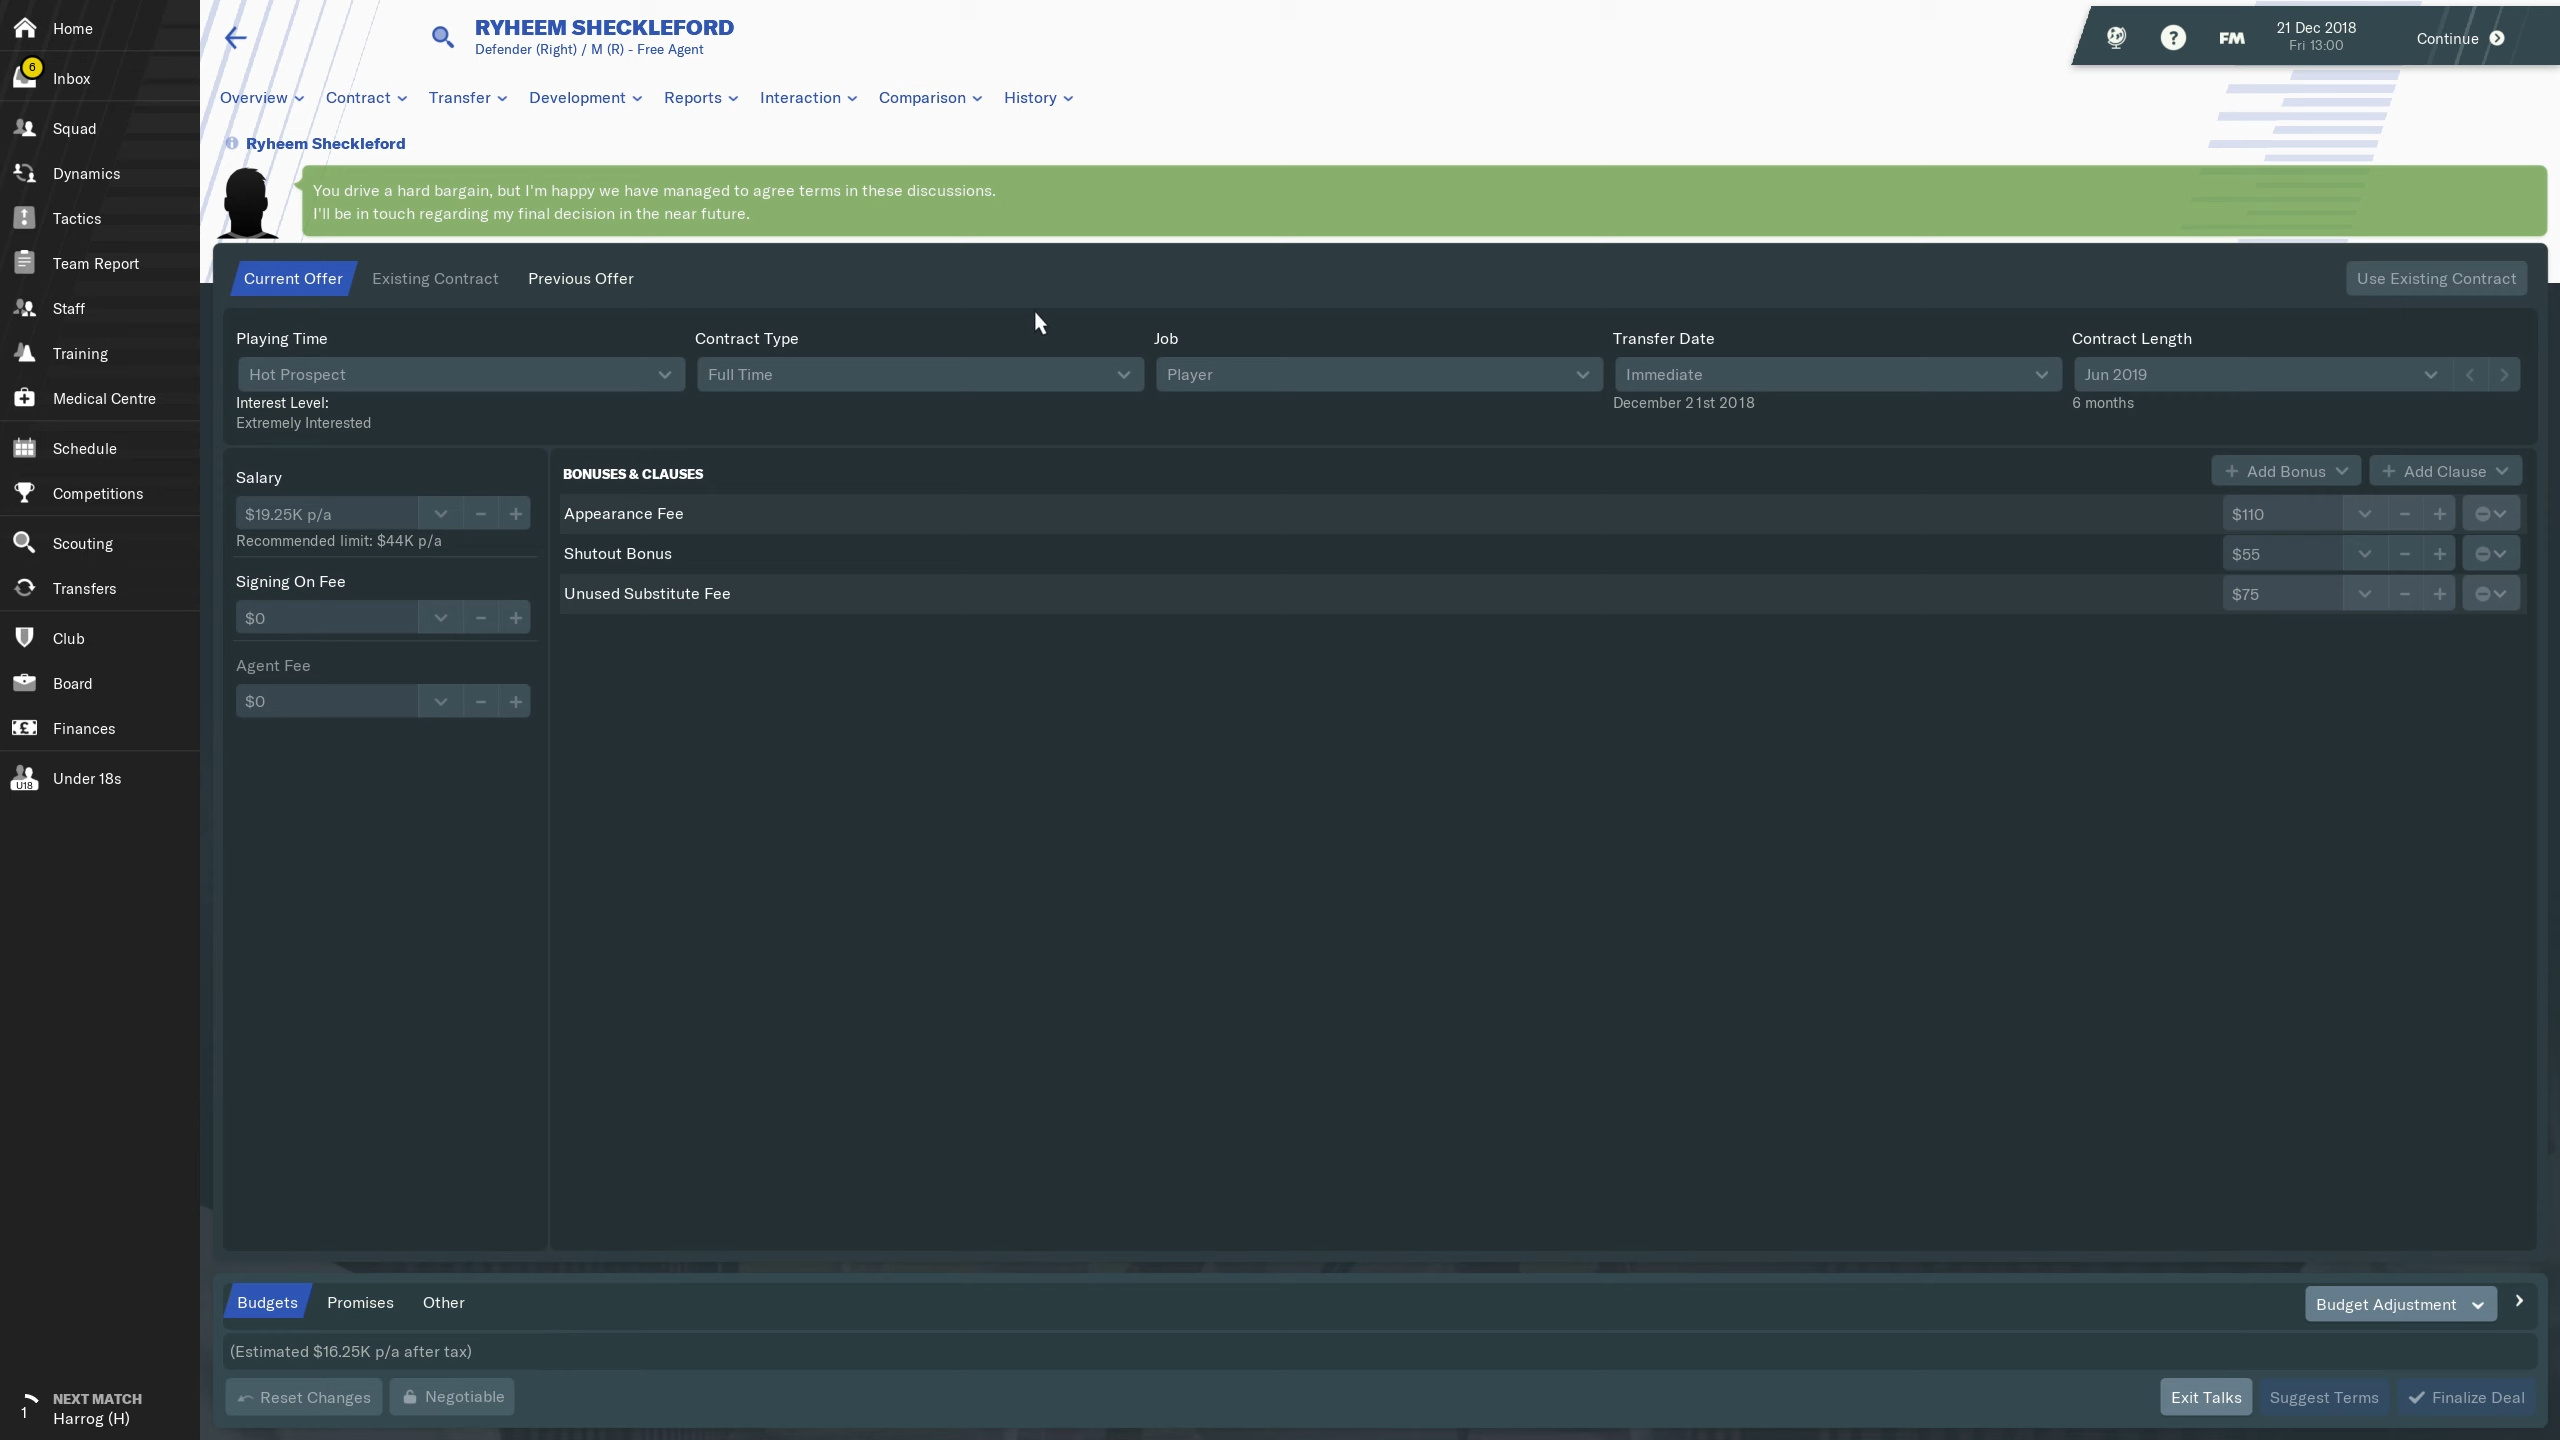 Home
6
Inbox
Squad
Dynamics
Tactics
Team Report
Staff
Training
Medical Centre
Schedule
Competitions
Scouting
Transfers
Club
Board
Finances
U18
Under 18s
1
NEXT MATCH
Harrog (H)
RYHEEM SHECKLEFORD
Defender (Right) / M (R) - Free Agent
?
FM
21 Dec 2018
Fri 13:00
Continue
Overview
Contract
Transfer
Development
Reports
Interaction
Comparison
History
Ryheem Sheckleford
You drive a hard bargain, but I'm happy we have managed to agree terms in these discussions.
I'll be in touch regarding my final decision in the near future.
Current Offer
Existing Contract
Previous Offer
Use Existing Contract
Playing Time
Contract Type
Job
Transfer Date
Contract Length
Hot Prospect
Full Time
Player
Immediate
Jun 2019
Interest Level:
Extremely Interested
December 21st 2018
6 months
Salary
$19.25K p/a
Recommended limit: $44K p/a
Signing On Fee
$0
Agent Fee
$0
BONUSES & CLAUSES
Add Bonus
Add Clause
Appearance Fee
$110
Shutout Bonus
$55
Unused Substitute Fee
$75
Budgets
Promises
Other
Budget Adjustment
(Estimated $16.25K p/a after tax)
Reset Changes
Negotiable
Exit Talks
Suggest Terms
Finalize Deal